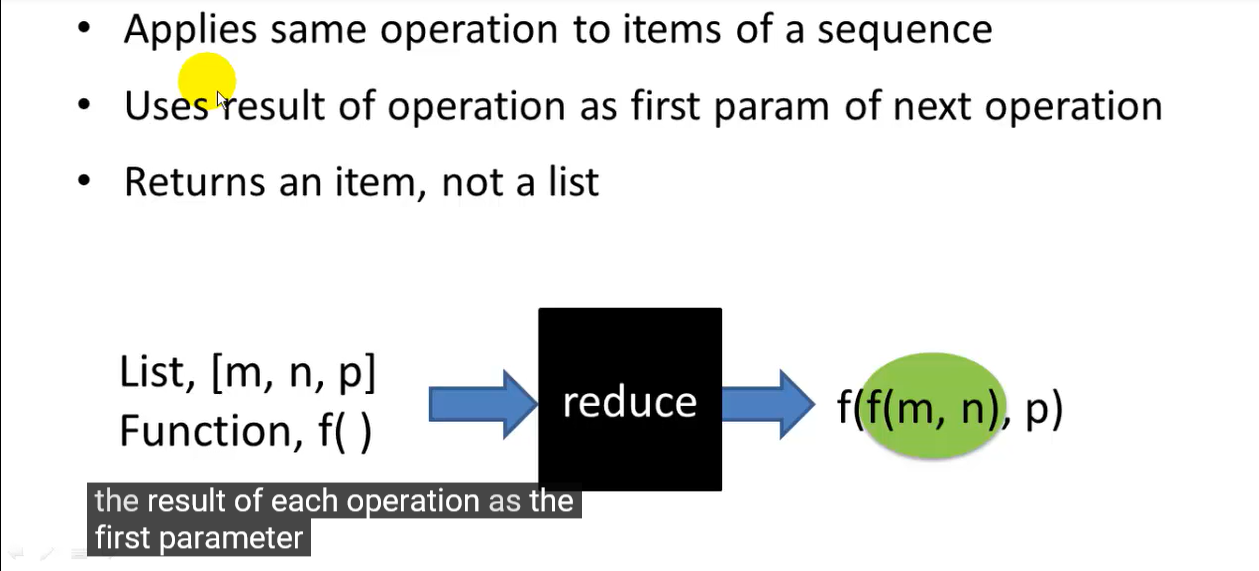 • Applies same operation to items of a sequence
• Uses result of operation as first param of next operation
• Returns an item, not a list
List, [m, n, p]
Function, f( )
reduce
f(f(m, n), p)
the result of each operation as the
first parameter